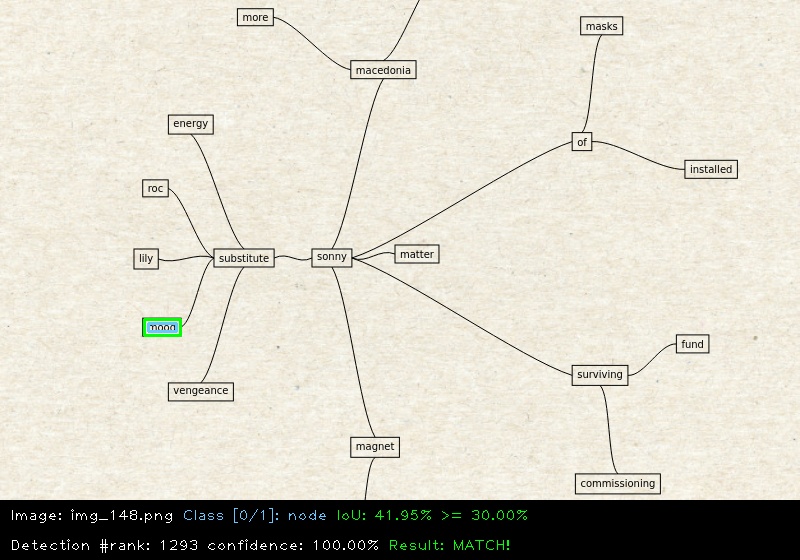 more
masks
macedonia
energy
of
installed
roc
lily
substitute
sonny
matter
moog
fund
surviving
vengeance
magnet
commissioning
Image: img_148.png Class [0/1]: node IoU: 41.95% >= 30.00%
Detection #rank: 1293 confidence: 100.00% Result: MATCH!